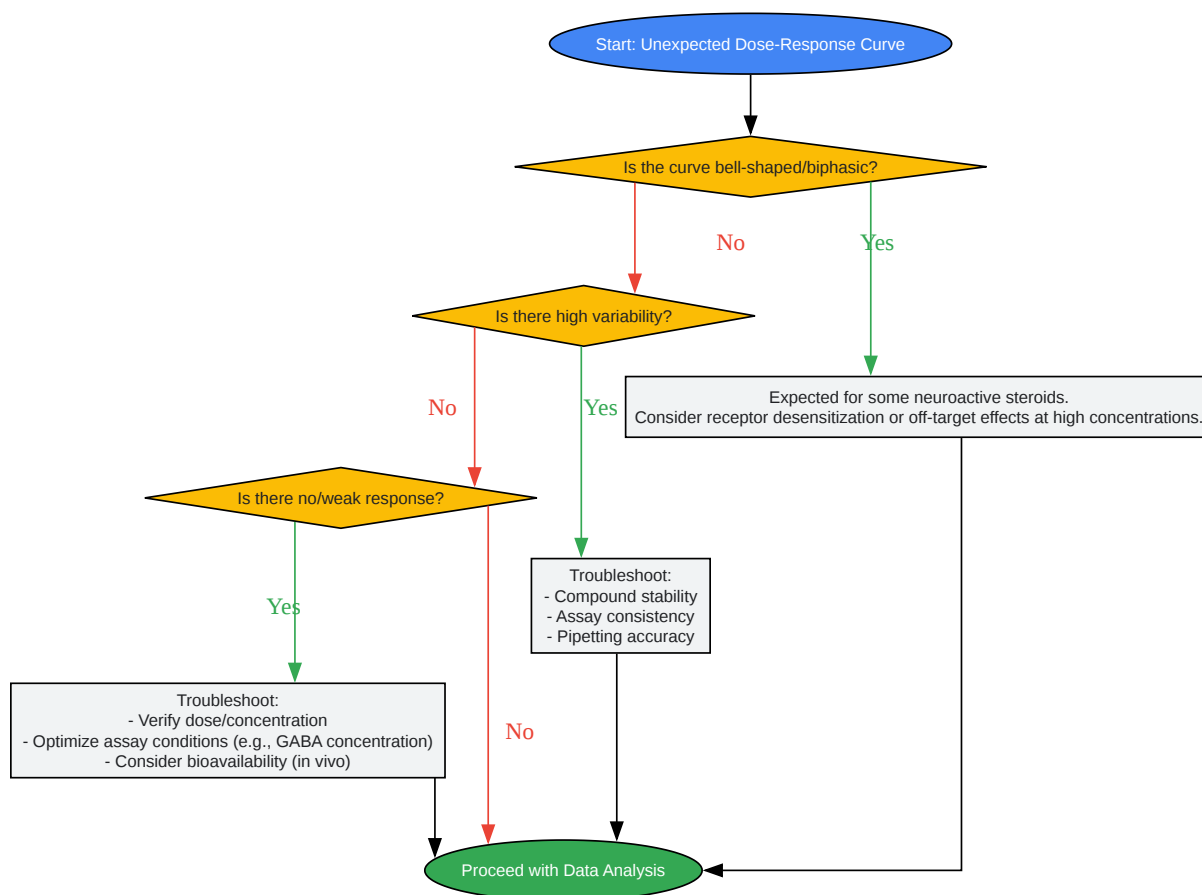 Start: Unexpected Dose-Response Curve
Is the curve bell-shaped/biphasic?
No
Yes
Is there high variability?
Expected for some neuroactive steroids.
Consider receptor desensitization or off-target effects at high concentrations.
No
Yes
Is there no/weak response?
Troubleshoot:
- Compound stability
- Assay consistency
- Pipetting accuracy
Yes
Troubleshoot:
- Verify dose/concentration
- Optimize assay conditions (e.g., GABA concentration)
- Consider bioavailability (in vivo)
No
Proceed with Data Analysis